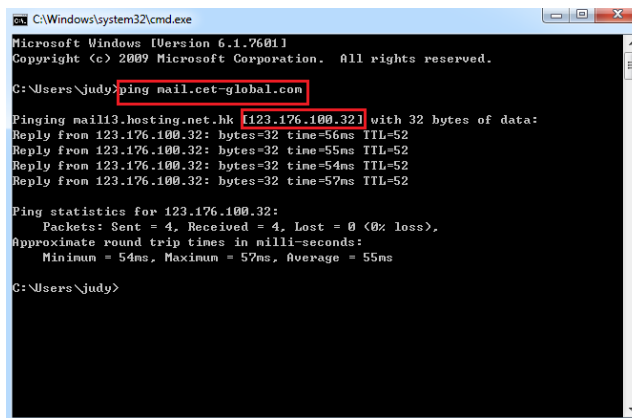 C:\Windows\system32\cmd.exe
Microsoft Windows [Version 6.1.7601]
Copyright (c) 2009 Microsoft Corporation.  All rights reserved.
C:\Users\judy>ping mail.cet-global.com
Pinging mail13.hosting.net.hk [123.176.100.32] with 32 bytes of data:
Reply from 123.176.100.32: bytes=32 time=56ms TTL=52
Reply from 123.176.100.32: bytes=32 time=55ms TTL=52
Reply from 123.176.100.32: bytes=32 time=54ms TTL=52
Reply from 123.176.100.32: bytes=32 time=57ms TTL=52
Ping statistics for 123.176.100.32:
    Packets: Sent = 4, Received = 4, Lost = 0 (0% loss),
Approximate round trip times in milli-seconds:
    Minimum = 54ms, Maximum = 57ms, Average = 55ms
C:\Users\judy>